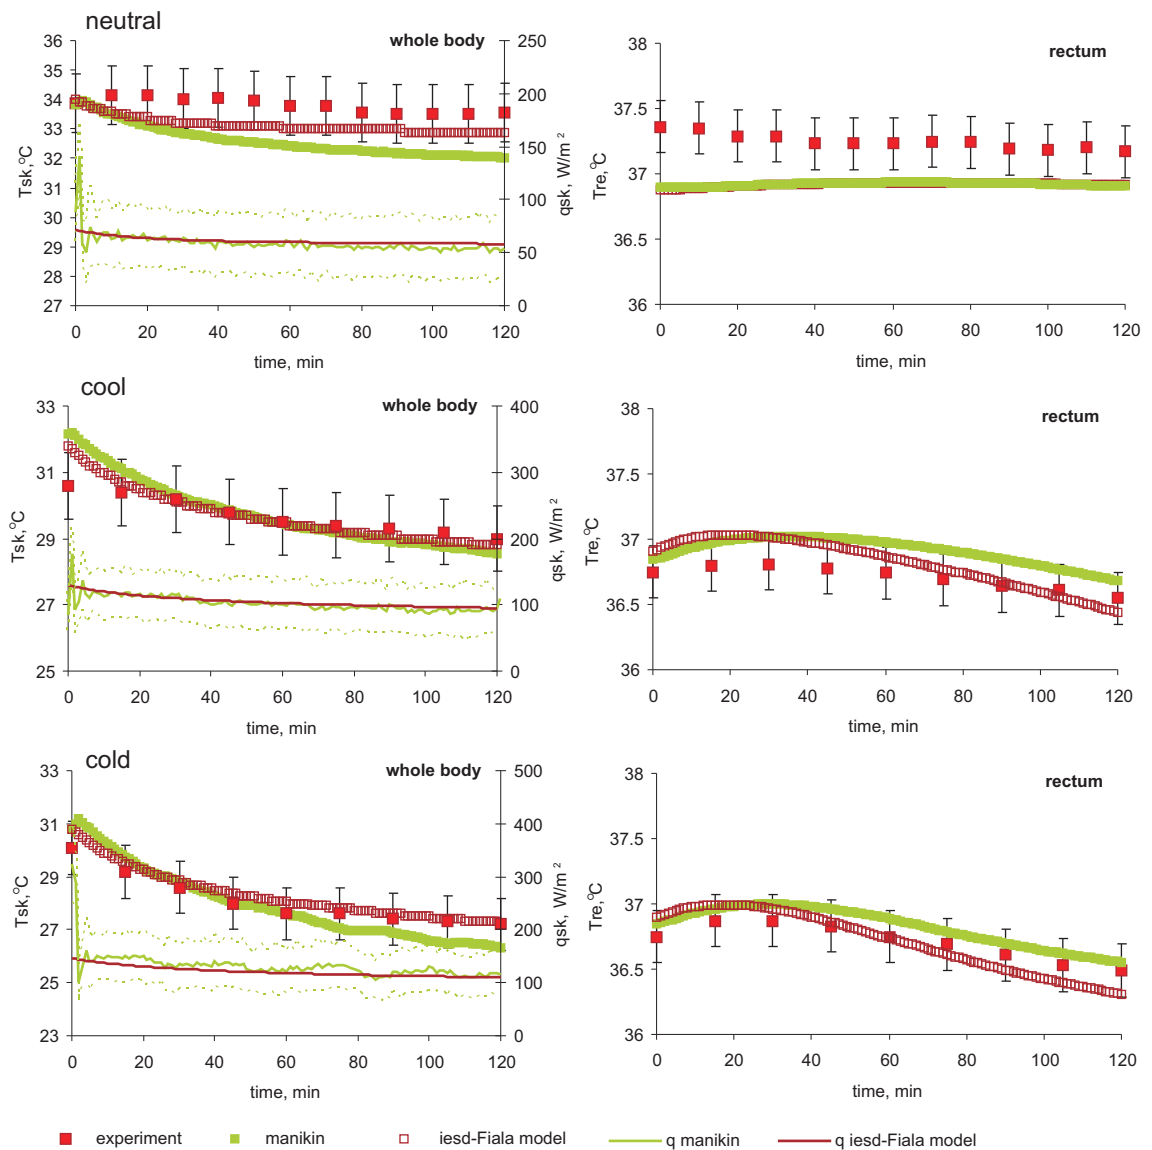 neutral
whole body
Tsk,°C
36
35
34
33
32
31
30
29
28
27
250
200
150
100
50
0
qsk, W/m²
0 20 40 60 80 100 120
time, min
rectum
Tre,°C
38
37.5
37
36.5
36
0 20 40 60 80 100 120
time, min
cool
whole body
Tsk,°C
33
31
29
27
25
400
300
200
100
0
qsk, W/m²
0 20 40 60 80 100 120
time, min
rectum
Tre,°C
38
37.5
37
36.5
36
0 20 40 60 80 100 120
time, min
cold
whole body
Tsk,°C
33
31
29
27
25
23
500
400
300
200
100
0
qsk, W/m²
0 20 40 60 80 100 120
time, min
rectum
Tre,°C
38
37.5
37
36.5
36
0 20 40 60 80 100 120
time, min
experiment manikin iesd-Fiala model q manikin q iesd-Fiala model